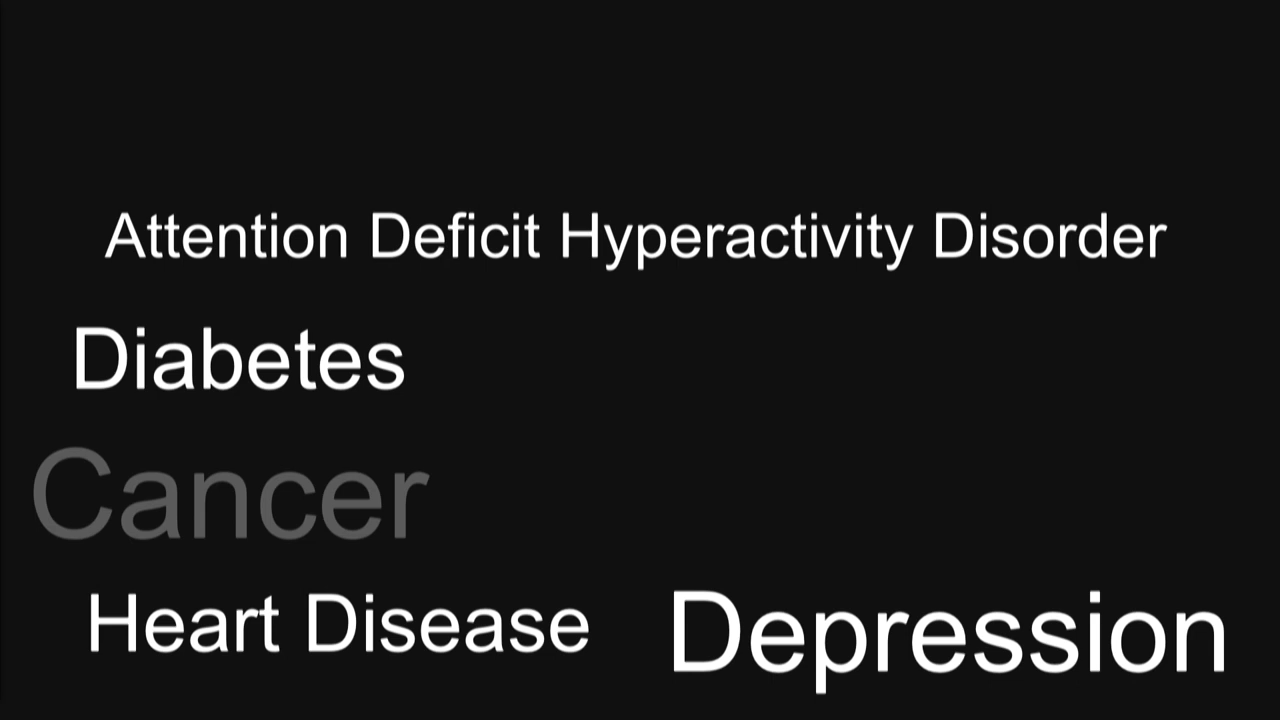 Attention Deficit Hyperactivity Disorder
Diabetes
Cancer
Heart Disease
Depression